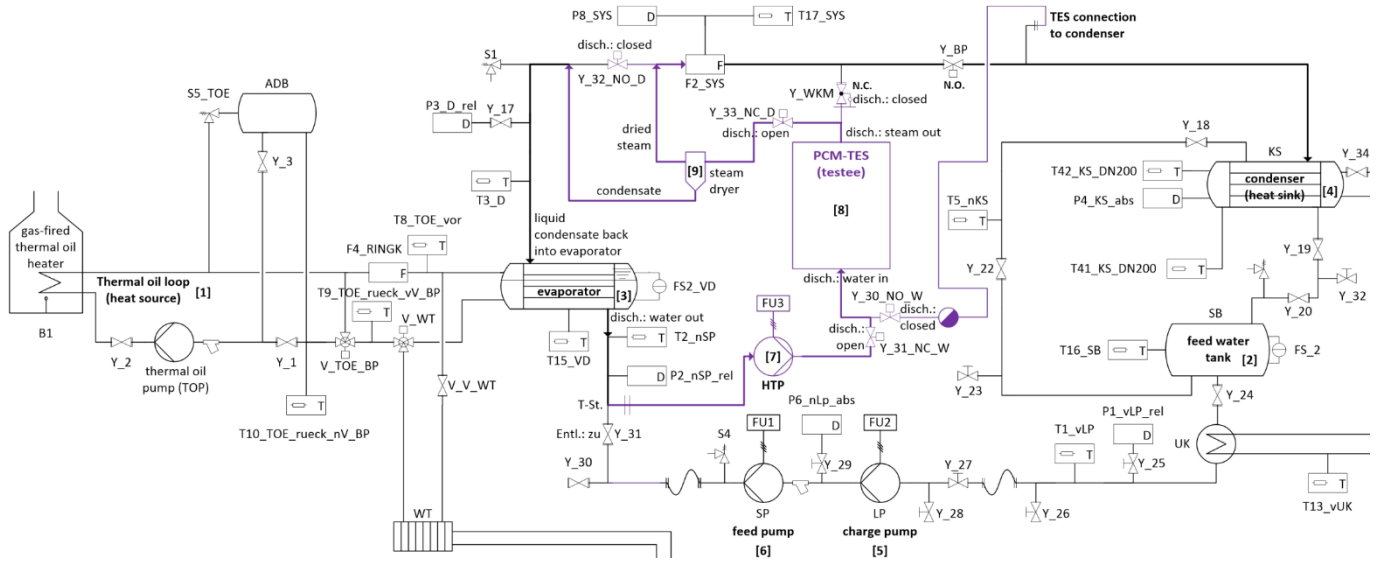 P8_SYS
D
T
T17_SYS
TES connection
to condenser
disch.: closed
S1
Y_32_NO_D
F
F2_SYS
Y_BP
N.O.
N.C.
Y_WKM
disch.: closed
ADB
S5_TOE
P3_D_rel
Y_17
D
Y_33_NC_D
disch.: open
disch.: steam out
Y_18
Y_3
dried
steam
[9]
steam
dryer
condensate
PCM-TES
(testee)
[8]
KS
Y_34
T42_KS_DN200
T
condenser
(heat sink)
[4]
P4_KS_abs
D
T
T3_D
T5_nKS
T
gas-fired
thermal oil
heater
T8_TOE_vor
T
liquid
condensate back
into evaporator
Y_19
F4_RINGK
F
T41_KS_DN200
T
Y_22
Thermal oil loop
(heat source)
[1]
disch.: water in
T9_TOE_rueck_vV_BP
T
evaporator
[3]
FS2_VD
Y_30_NO_W
disch.:
closed
Y_32
Y_20
B1
V_WT
disch.: water out
FU3
disch.:
open
Y_31_NC_W
SB
Y_2
Y_1
V_TOE_BP
T
T15_VD
T
T2_nSP
[7]
HTP
T16_SB
T
feed water
tank
[2]
FS_2
thermal oil
pump (TOP)
V_V_WT
D
P2_nSP_rel
Y_23
Y_24
T
T10_TOE_rueck_nV_BP
T-St.
P6_nLp_abs
D
P1_vLP_rel
D
Entl.: zu
Y_31
FU1
FU2
T1_vLP
T
UK
S4
Y_29
Y_27
Y_25
Y_30
T
T13_vUK
WT
SP
LP
Y_28
Y_26
feed pump
[6]
charge pump
[5]